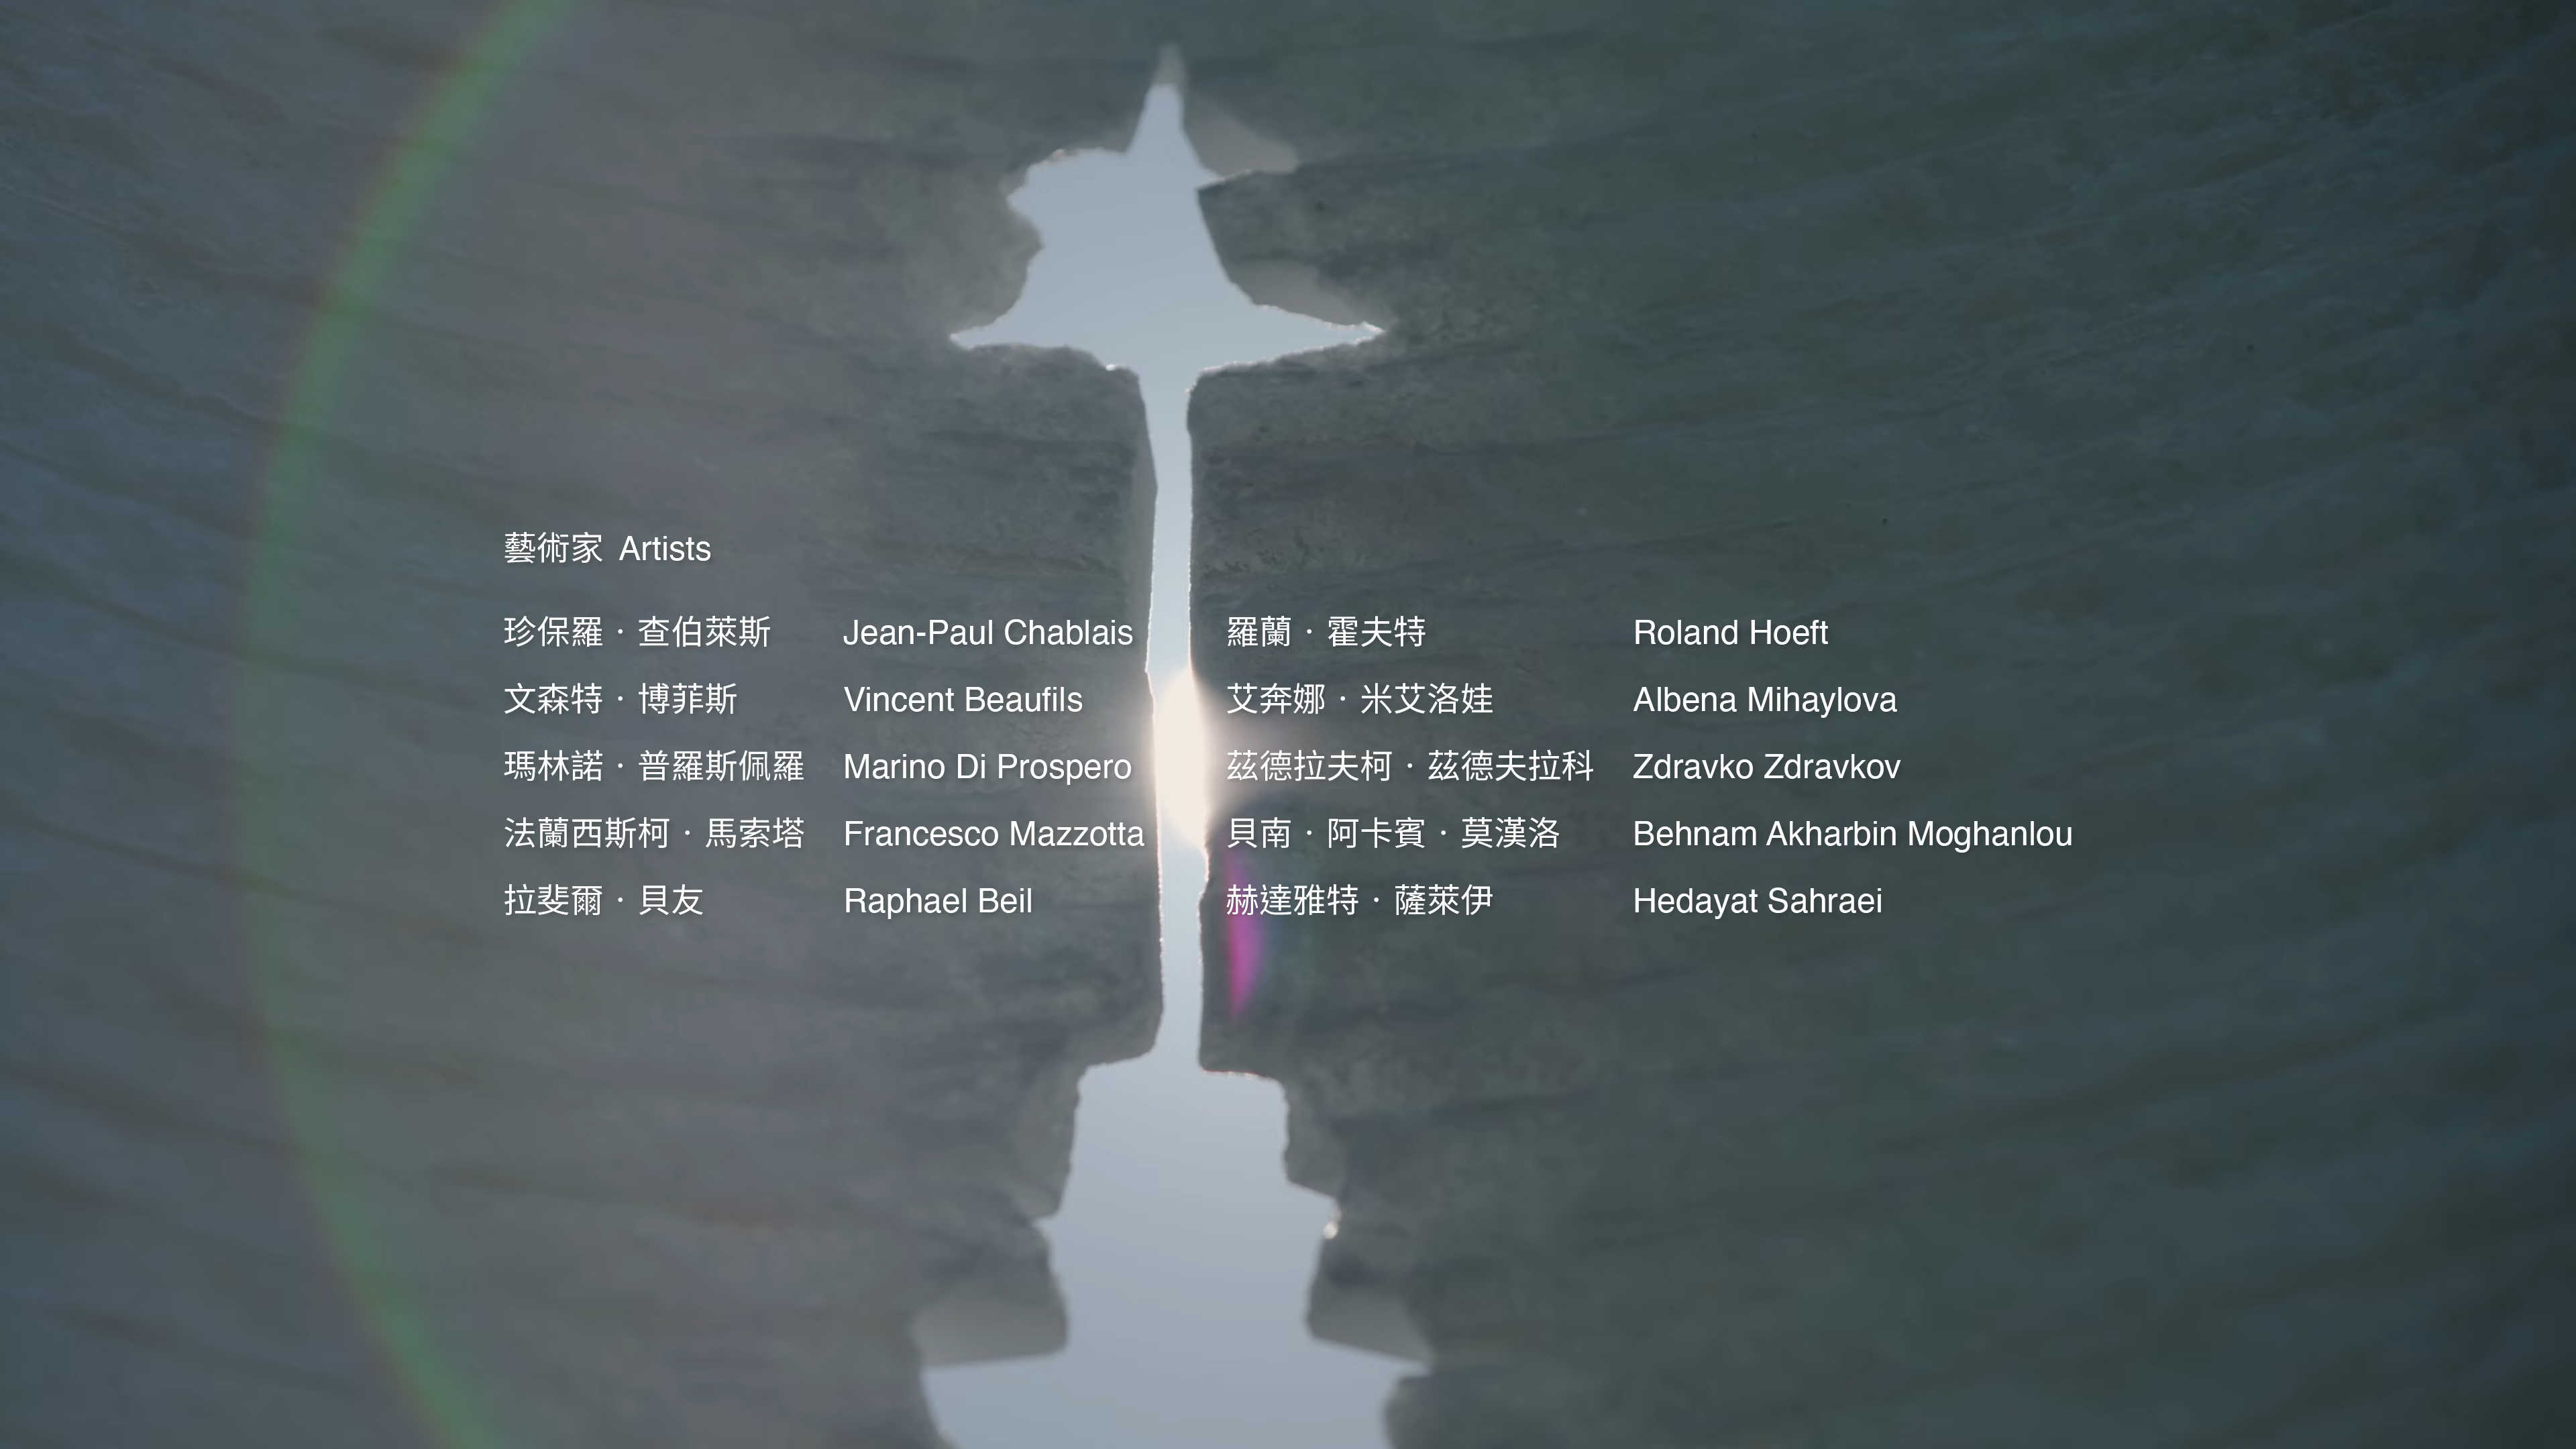 藝術家 Artists
珍保羅・查伯萊斯 Jean-Paul Chablais 羅蘭・霍夫特 Roland Hoeft
文森特・博菲斯 Vincent Beaufils 艾奔娜・米艾洛娃 Albena Mihaylova
瑪林諾・普羅斯佩羅 Marino Di Prospero 茲德拉夫柯・茲德夫拉科 Zdravko Zdravkov
法蘭西斯柯・馬索塔 Francesco Mazzotta 貝南・阿卡賓・莫漢洛 Behnam Akharbin Moghanlou
拉斐爾・貝友 Raphael Beil 赫達雅特・薩萊伊 Hedayat Sahraei